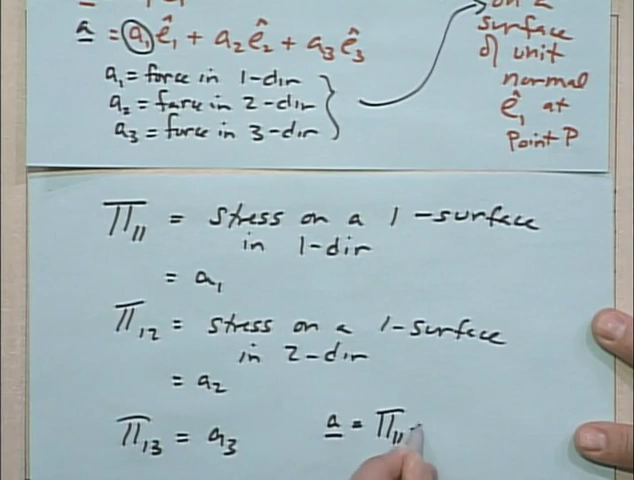 a = a₁ê₁ + a₂ê₂ + a₃ê₃
a₁ = force in 1-dir
a₂ = force in 2-dir
a₃ = force in 3-dir
on a
surface
of unit
normal
ê₁ at
Point P
Π₁₁ = stress on a 1-surface
in 1-dir
= a₁
Π₁₂ = stress on a 1-surface
in 2-dir
= a₂
Π₁₃ = a₃
a = Π₁₁